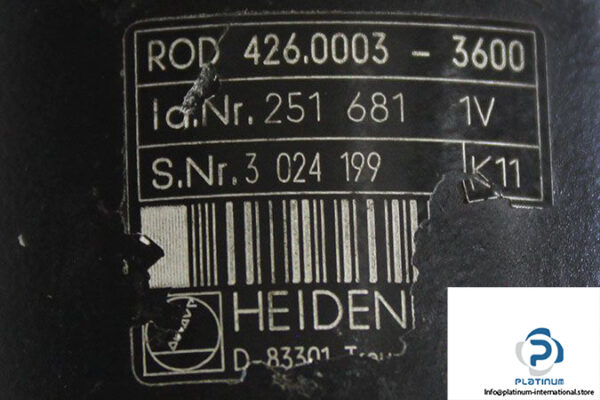 ROD 426.0003 - 3600
Id.Nr. 251 681 1V
S.Nr. 3 024 199 K11
HEIDEN
D-83301
PLATINUM
Info@platinum-international.store